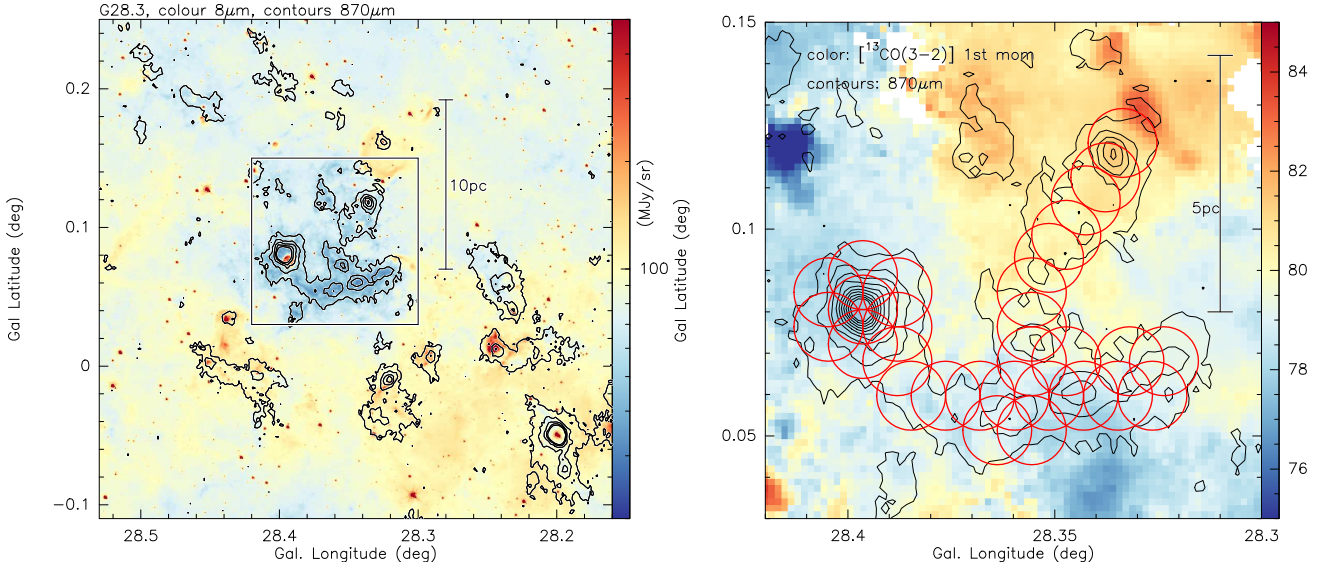 G28.3, colour 8μm, contours 870μm
Gal Latitude (deg)
0.2
0.1
0
−0.1
10pc
28.5
28.4
28.3
28.2
Gal. Longitude (deg)
(MJy/sr)
100
Gal Latitude (deg)
0.15
0.1
0.05
color: [¹³CO(3−2)] 1st mom
contours: 870μm
5pc
28.4
28.35
28.3
Gal. Longitude (deg)
84
82
80
78
76